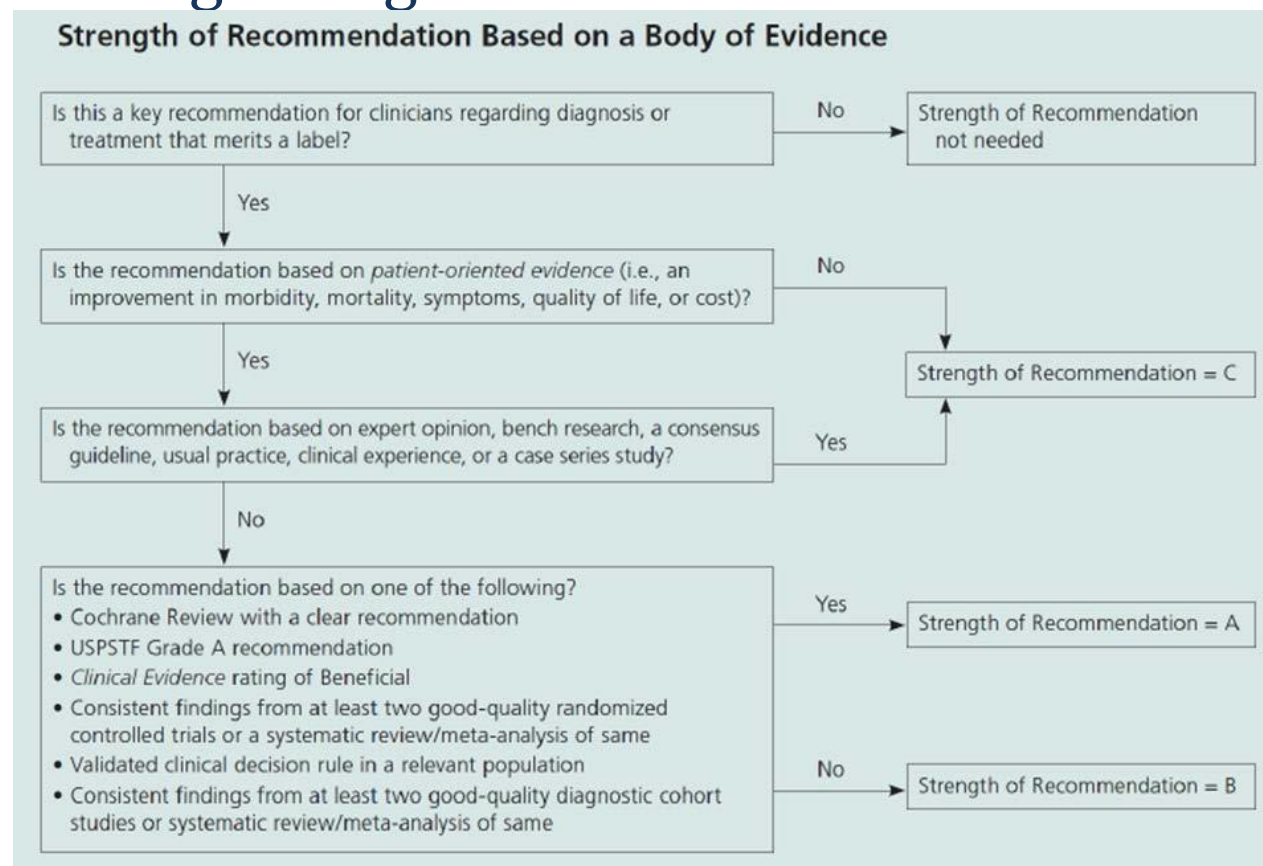 Strength of Recommendation Based on a Body of Evidence
Is this a key recommendation for clinicians regarding diagnosis or
treatment that merits a label?
No
Strength of Recommendation
not needed
Yes
Is the recommendation based on patient-oriented evidence (i.e., an
improvement in morbidity, mortality, symptoms, quality of life, or cost)?
No
Yes
Strength of Recommendation = C
Is the recommendation based on expert opinion, bench research, a consensus
guideline, usual practice, clinical experience, or a case series study?
Yes
No
Is the recommendation based on one of the following?
• Cochrane Review with a clear recommendation
• USPSTF Grade A recommendation
• Clinical Evidence rating of Beneficial
• Consistent findings from at least two good-quality randomized
controlled trials or a systematic review/meta-analysis of same
• Validated clinical decision rule in a relevant population
• Consistent findings from at least two good-quality diagnostic cohort
studies or systematic review/meta-analysis of same
Yes
Strength of Recommendation = A
No
Strength of Recommendation = B